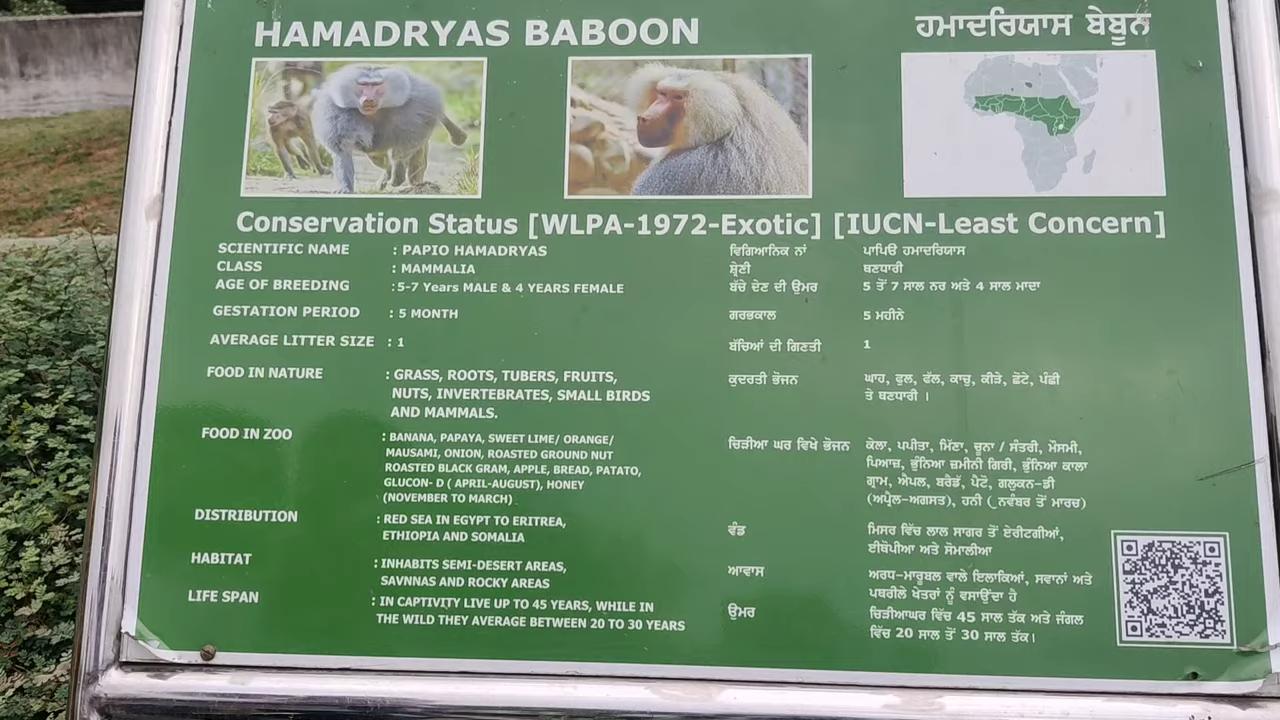 HAMADRYAS BABOON
ਹਮਾਦਰਿਯਾਸ ਬੇਬੂਨ
Conservation Status [WLPA-1972-Exotic] [IUCN-Least Concern]
SCIENTIFIC NAME : PAPIO HAMADRYAS
CLASS : MAMMALIA
AGE OF BREEDING : 5-7 Years MALE & 4 YEARS FEMALE
GESTATION PERIOD : 5 MONTH
AVERAGE LITTER SIZE : 1
FOOD IN NATURE : GRASS, ROOTS, TUBERS, FRUITS,
NUTS, INVERTEBRATES, SMALL BIRDS
AND MAMMALS.
FOOD IN ZOO : BANANA, PAPAYA, SWEET LIME/ ORANGE/
MAUSAMI, ONION, ROASTED GROUND NUT
ROASTED BLACK GRAM, APPLE, BREAD, PATATO,
GLUCON- D ( APRIL-AUGUST), HONEY
(NOVEMBER TO MARCH)
DISTRIBUTION : RED SEA IN EGYPT TO ERITREA,
ETHIOPIA AND SOMALIA
HABITAT : INHABITS SEMI-DESERT AREAS,
SAVNNAS AND ROCKY AREAS
LIFE SPAN : IN CAPTIVITY LIVE UP TO 45 YEARS, WHILE IN
THE WILD THEY AVERAGE BETWEEN 20 TO 30 YEARS
ਵਿਗਿਆਨਿਕ ਨਾਂ ਪਾਪਿਓ ਹਮਾਦਰਿਯਾਸ
ਸ਼੍ਰੇਣੀ ਥਣਧਾਰੀ
ਬੱਚੇ ਦੇਣ ਦੀ ਉਮਰ 5 ਤੋਂ 7 ਸਾਲ ਨਰ ਅਤੇ 4 ਸਾਲ ਮਾਦਾ
ਗਰਭਕਾਲ 5 ਮਹੀਨੇ
ਬੱਚਿਆਂ ਦੀ ਗਿਣਤੀ 1
ਕੁਦਰਤੀ ਭੋਜਨ ਘਾਹ, ਫੁਲ, ਫੱਲ, ਕਾਚੁ, ਕੀੜੇ, ਛੋਟੇ, ਪੰਛੀ
ਤੇ ਥਣਧਾਰੀ ।
ਚਿੜੀਆ ਘਰ ਵਿਖੇ ਭੋਜਨ ਕੇਲਾ, ਪਪੀਤਾ, ਮਿੱਠਾ, ਚੂਨਾ / ਸੰਤਰੀ, ਮੌਸਮੀ,
ਪਿਆਜ਼, ਭੁੰਨਿਆ ਜ਼ਮੀਨੀ ਗਿਰੀ, ਭੁੰਨਿਆ ਕਾਲਾ
ਗ੍ਰਾਮ, ਐਪਲ, ਬਰੈਡ, ਪੈਟੋ, ਗਲੁਕਨ-ਡੀ
(ਅਪ੍ਰੈਲ-ਅਗਸਤ), ਹਨੀ ( ਨਵੰਬਰ ਤੋਂ ਮਾਰਚ)
ਵੰਡ ਮਿਸਰ ਵਿੱਚ ਲਾਲ ਸਾਗਰ ਤੋਂ ਏਰੀਟਗੀਆਂ,
ਈਥੋਪੀਆ ਅਤੇ ਸੋਮਾਲੀਆ
ਆਵਾਸ ਅਰਧ-ਮਾਰੂਬਲ ਵਾਲੇ ਇਲਾਕਿਆਂ, ਸਵਾਨਾਂ ਅਤੇ
ਪਥਰੀਲੇ ਖੇਤਰਾਂ ਨੂੰ ਵਸਾਉਂਦਾ ਹੈ
ਉਮਰ ਚਿੜੀਆਘਰ ਵਿੱਚ 45 ਸਾਲ ਤੱਕ ਅਤੇ ਜੰਗਲ
ਵਿੱਚ 20 ਸਾਲ ਤੋਂ 30 ਸਾਲ ਤੱਕ।